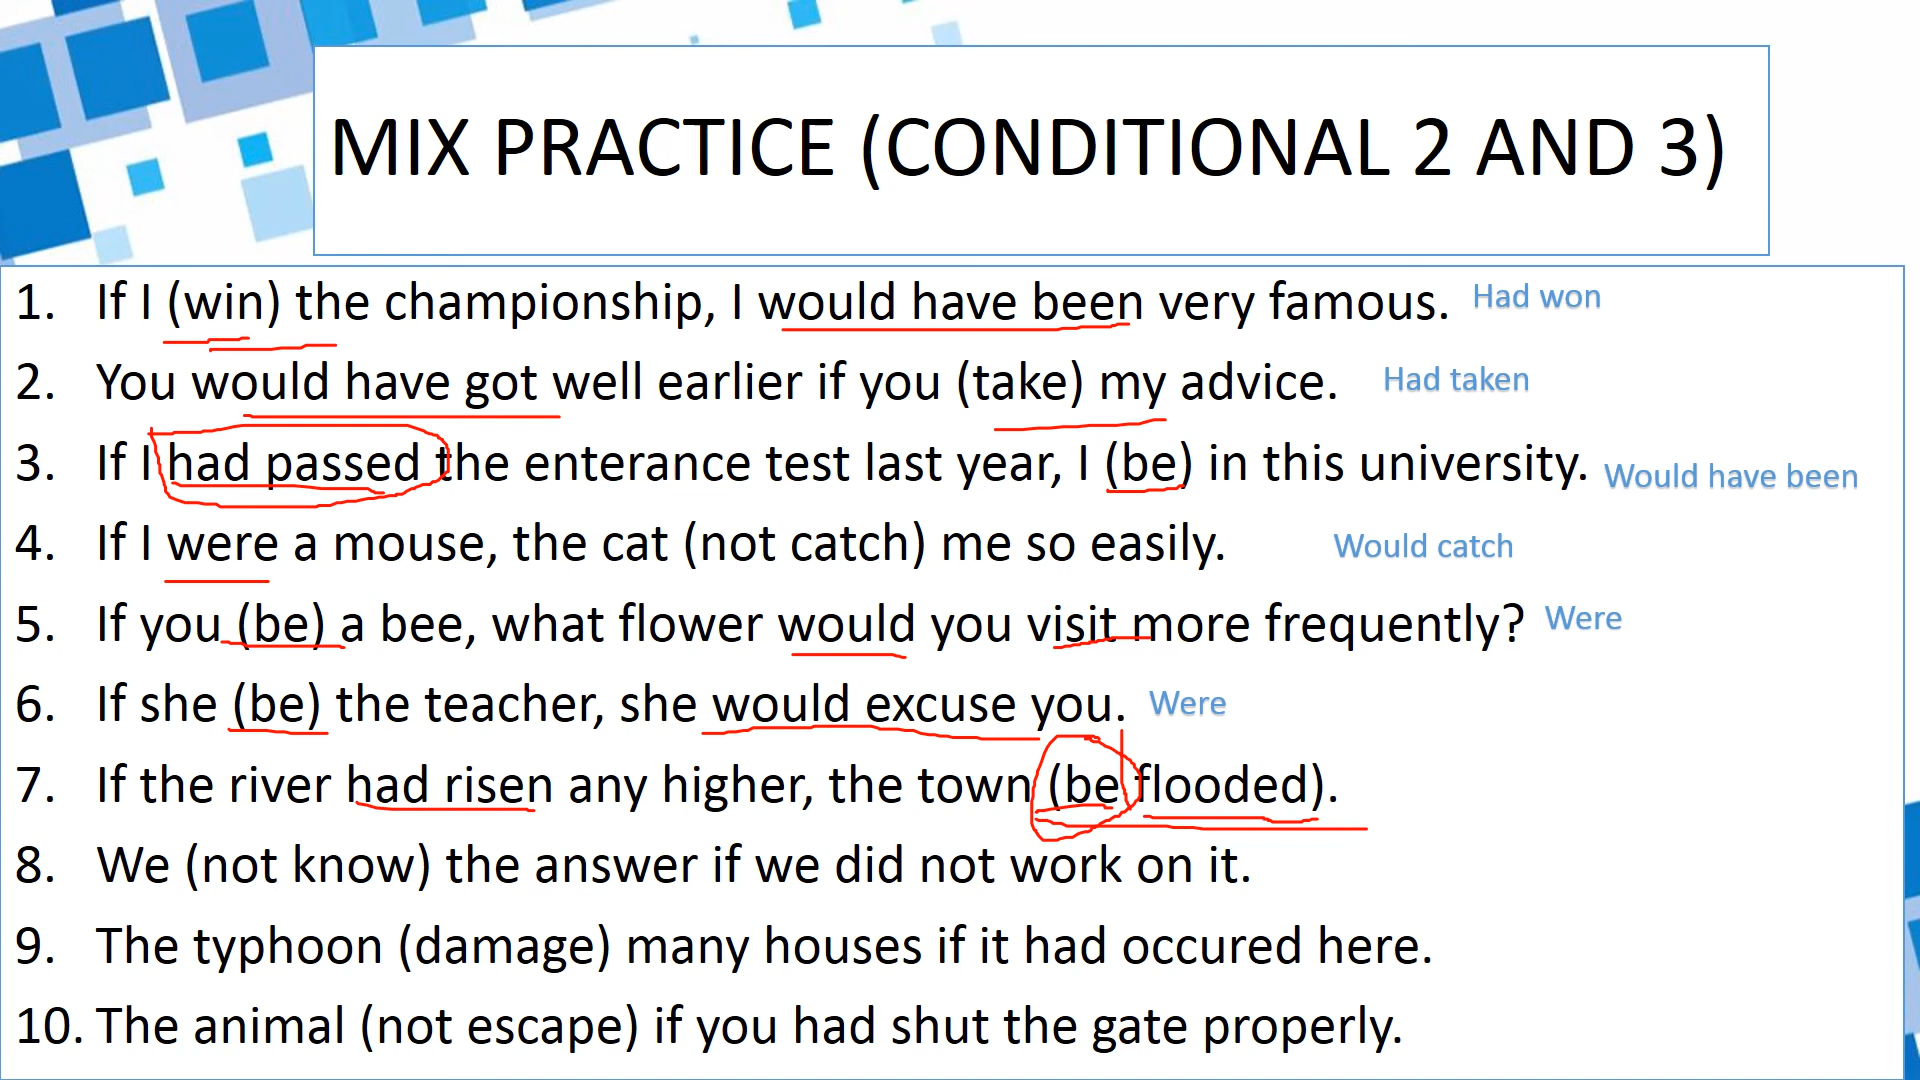 MIX PRACTICE (CONDITIONAL 2 AND 3)
1. If I (win) the championship, I would have been very famous. Had won
2. You would have got well earlier if you (take) my advice. Had taken
3. If I had passed the enterance test last year, I (be) in this university. Would have been
4. If I were a mouse, the cat (not catch) me so easily. Would catch
5. If you (be) a bee, what flower would you visit more frequently? Were
6. If she (be) the teacher, she would excuse you. Were
7. If the river had risen any higher, the town (be flooded).
8. We (not know) the answer if we did not work on it.
9. The typhoon (damage) many houses if it had occured here.
10. The animal (not escape) if you had shut the gate properly.